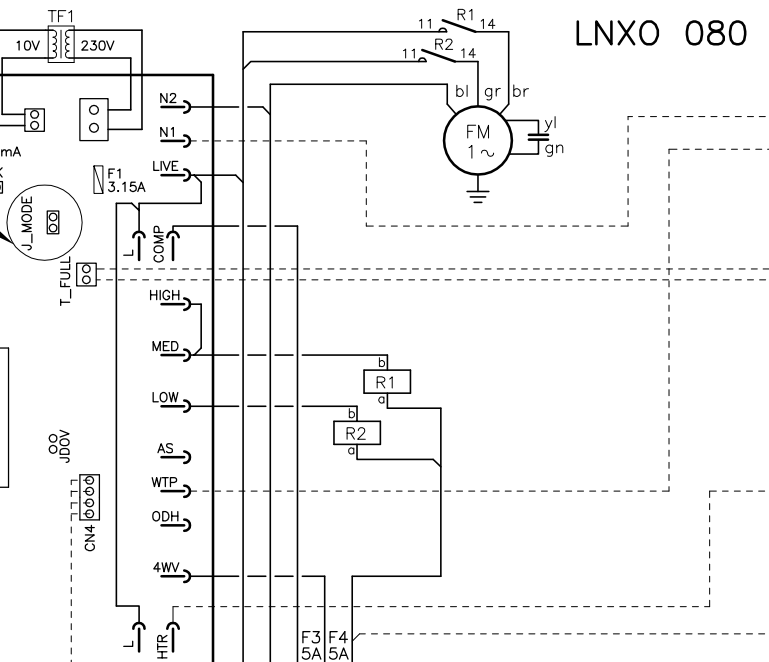 TF1
10V
230V
R1
11
14
R2
11
14
LNXO 080
bl
gr
br
N2
N1
LIVE
mA
X
F1
3.15A
FM
1 ~
yl
gn
J_MODE
L
COMP
T_FULL
HIGH
MED
LOW
b
R1
a
b
R2
a
JDOV
AS
WTP
ODH
CN4
4WV
L
HTR
F3
5A
F4
5A